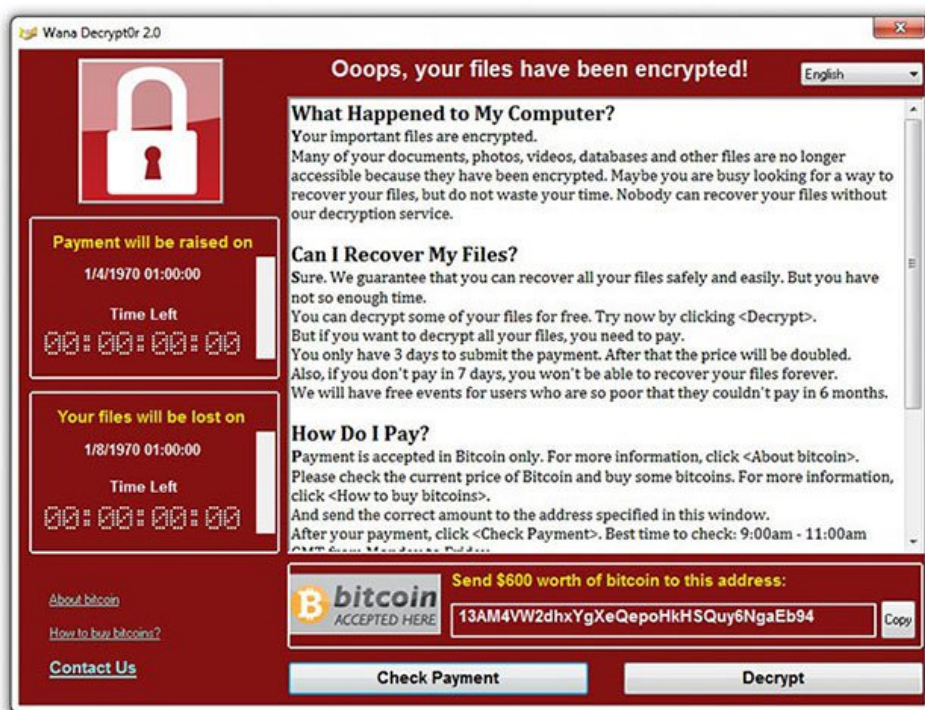 Wana Decrypt0r 2.0
Ooops, your files have been encrypted!
English
What Happened to My Computer?
Your important files are encrypted.
Many of your documents, photos, videos, databases and other files are no longer
accessible because they have been encrypted. Maybe you are busy looking for a way to
recover your files, but do not waste your time. Nobody can recover your files without
our decryption service.
Can I Recover My Files?
Sure. We guarantee that you can recover all your files safely and easily. But you have
not so enough time.
You can decrypt some of your files for free. Try now by clicking <Decrypt>.
But if you want to decrypt all your files, you need to pay.
You only have 3 days to submit the payment. After that the price will be doubled.
Also, if you don't pay in 7 days, you won't be able to recover your files forever.
We will have free events for users who are so poor that they couldn't pay in 6 months.
How Do I Pay?
Payment is accepted in Bitcoin only. For more information, click <About bitcoin>.
Please check the current price of Bitcoin and buy some bitcoins. For more information,
click <How to buy bitcoins>.
And send the correct amount to the address specified in this window.
After your payment, click <Check Payment>. Best time to check: 9:00am - 11:00am
GMT from Monday to Friday
Payment will be raised on
1/4/1970 01:00:00
Time Left
00:00:00:00
Your files will be lost on
1/8/1970 01:00:00
Time Left
00:00:00:00
About bitcoin
How to buy bitcoins?
Contact Us
bitcoin
ACCEPTED HERE
Send $600 worth of bitcoin to this address:
13AM4VW2dhxYgXeQepoHkHSQuy6NgaEb94
Copy
Check Payment
Decrypt